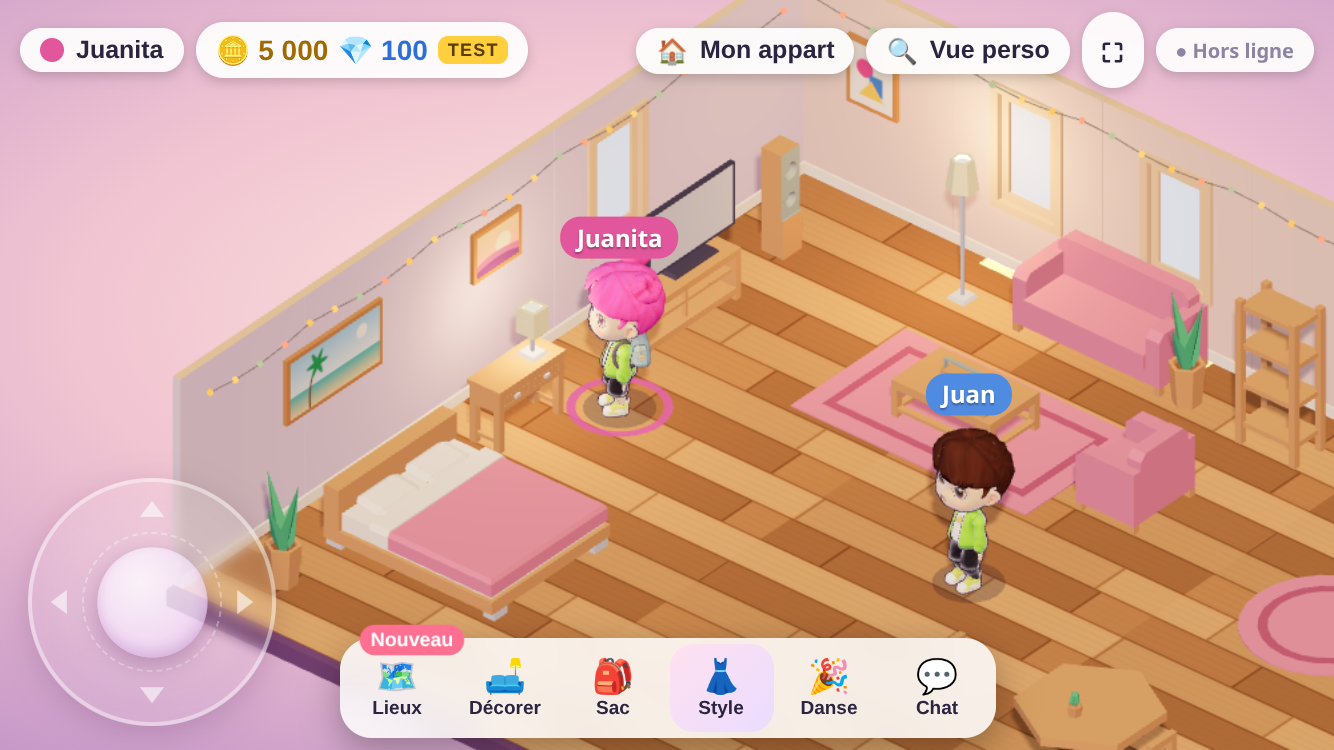 Juanita
5 000
100
TEST
Mon appart
Vue perso
Hors ligne
Juanita
Juan
Nouveau
Lieux
Décorer
Sac
Style
Danse
Chat